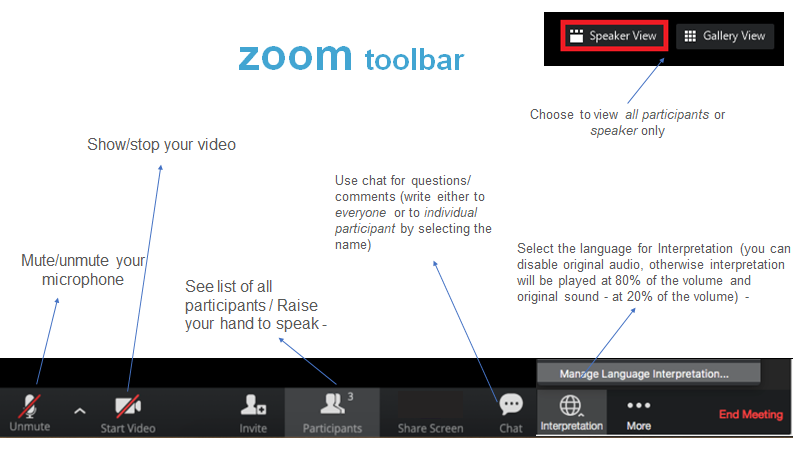 Speaker View
Gallery View
zoom toolbar
Choose to view all participants or
speaker only
Show/stop your video
Use chat for questions/
comments (write either to
everyone or to individual
participant by selecting the
name)
Mute/unmute your
microphone
See list of all
participants / Raise
your hand to speak -
Select the language for Interpretation (you can
disable original audio, otherwise interpretation
will be played at 80% of the volume and
original sound - at 20% of the volume) -
Manage Language Interpretation...
3
Unmute
Start Video
Invite
Participants
Share Screen
Chat
Interpretation
More
End Meeting